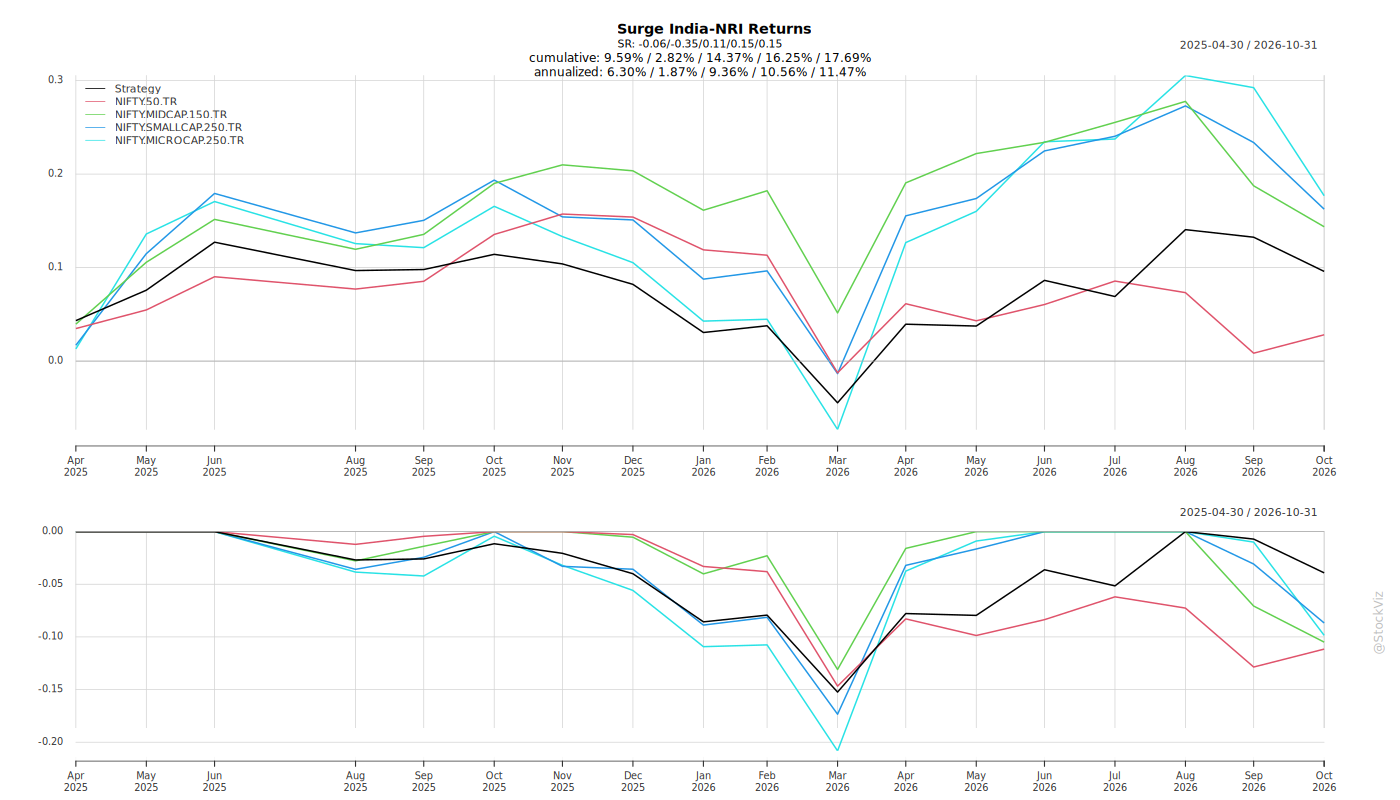 Surge India-NRI Returns
SR: -0.06/-0.35/0.11/0.15/0.15
cumulative: 9.59% / 2.82% / 14.37% / 16.25% / 17.69%
annualized: 6.30% / 1.87% / 9.36% / 10.56% / 11.47%
2025-04-30 / 2026-10-31
Strategy
NIFTY.50.TR
NIFTY.MIDCAP.150.TR
NIFTY.SMALLCAP.250.TR
NIFTY.MICROCAP.250.TR
0.3
0.2
0.1
0.0
Apr May Jun Aug Sep Oct Nov Dec Jan Feb Mar Apr May Jun Jul Aug Sep Oct
2025 2025 2025 2025 2025 2025 2025 2025 2026 2026 2026 2026 2026 2026 2026 2026 2026 2026
2025-04-30 / 2026-10-31
0.00
-0.05
-0.10
-0.15
-0.20
Apr May Jun Aug Sep Oct Nov Dec Jan Feb Mar Apr May Jun Jul Aug Sep Oct
2025 2025 2025 2025 2025 2025 2025 2025 2026 2026 2026 2026 2026 2026 2026 2026 2026 2026
@StockViz